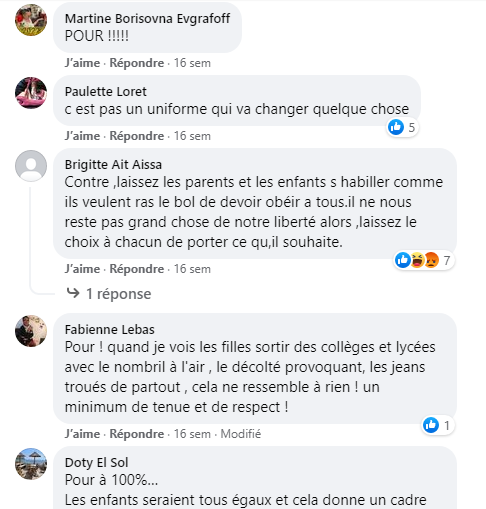 Martine Borisovna Evgrafoff
POUR !!!!!
J'aime · Répondre · 16 sem
Paulette Loret
c est pas un uniforme qui va changer quelque chose
5
J'aime · Répondre · 16 sem
Brigitte Ait Aissa
Contre ,laissez les parents et les enfants s habiller comme
ils veulent ras le bol de devoir obéir a tous.il ne nous
reste pas grand chose de notre liberté alors ,laissez le
choix à chacun de porter ce qu,il souhaite.
7
J'aime · Répondre · 16 sem
1 réponse
Fabienne Lebas
Pour ! quand je vois les filles sortir des collèges et lycées
avec le nombril à l'air , le décolté provoquant, les jeans
troués de partout , cela ne ressemble à rien ! un
minimum de tenue et de respect !
1
J'aime · Répondre · 16 sem · Modifié
Doty El Sol
Pour à 100%...
Les enfants seraient tous égaux et cela donne un cadre